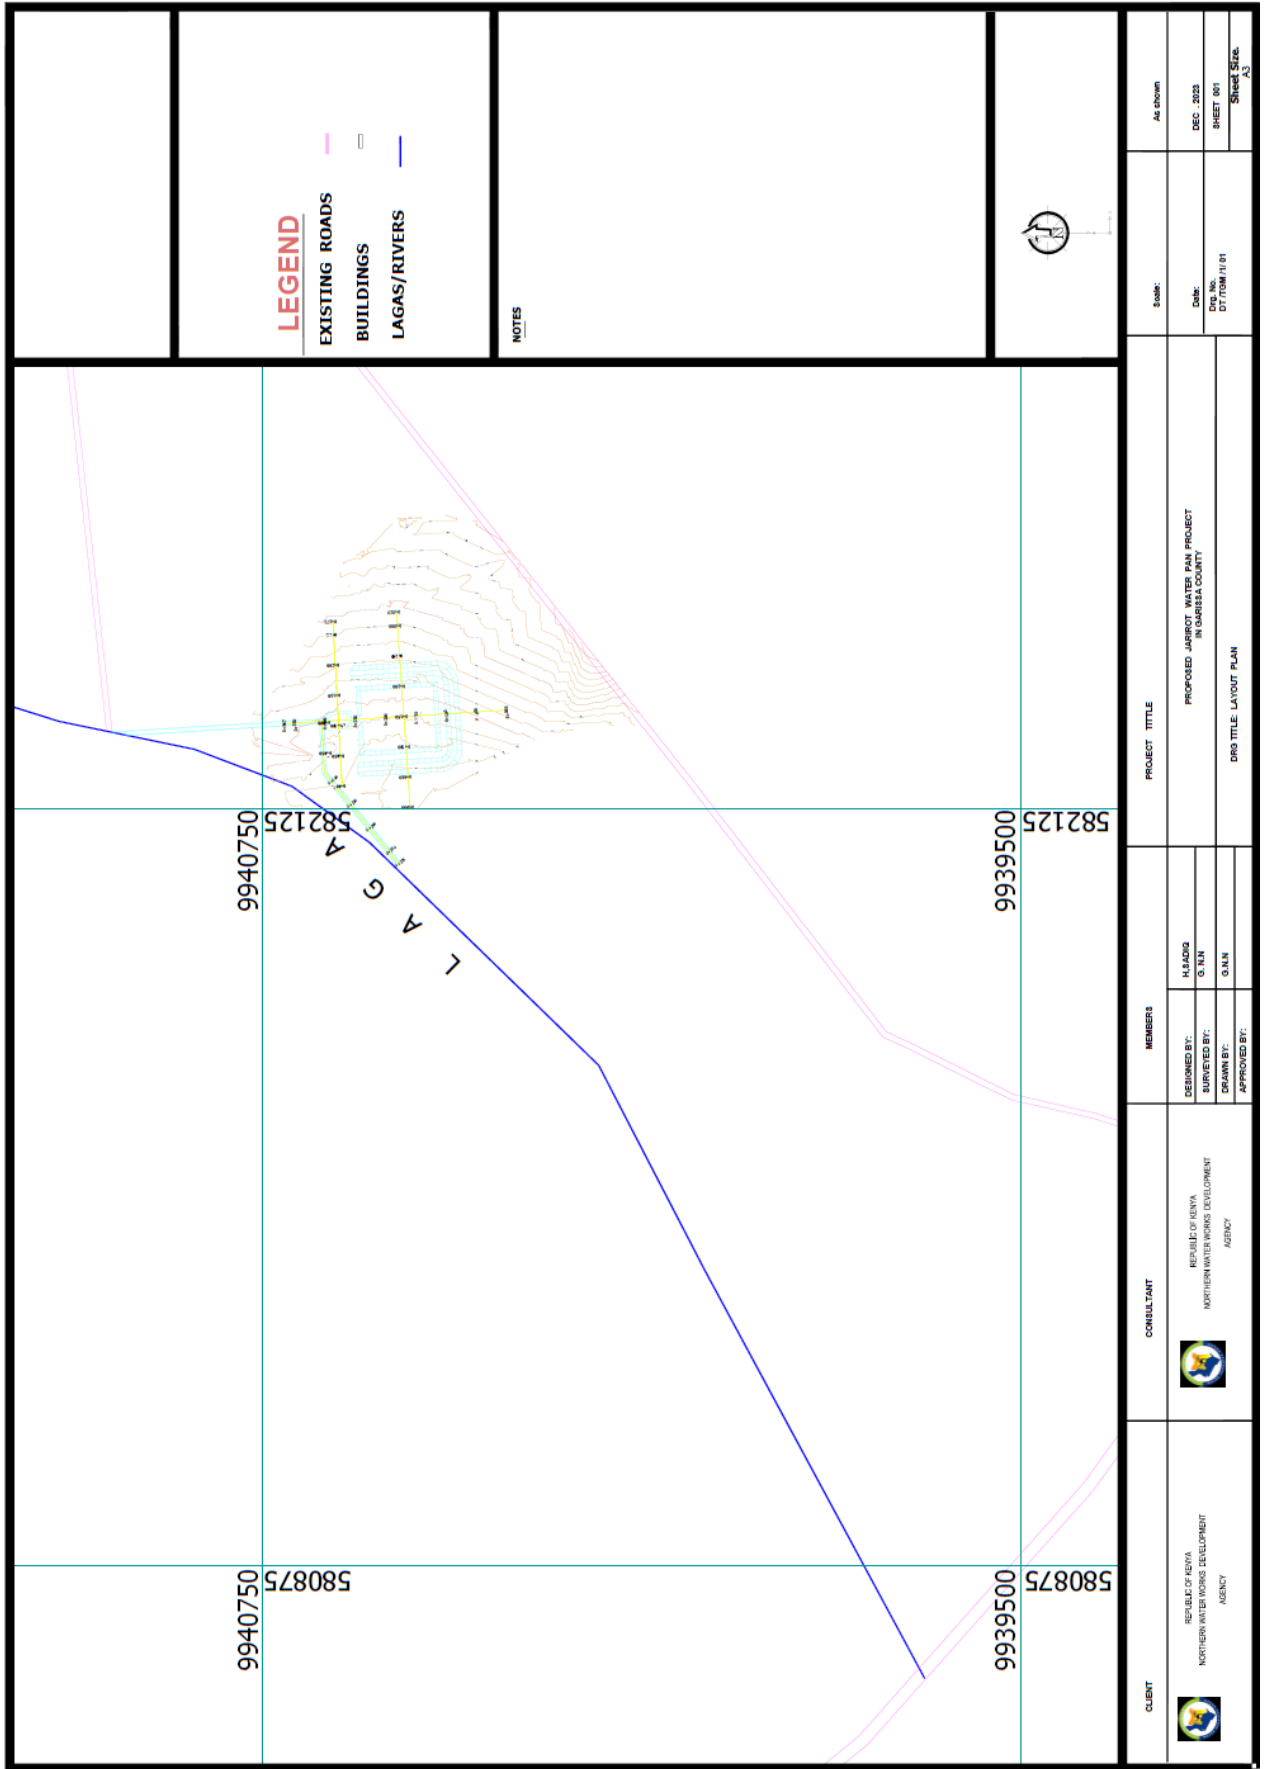 LEGEND
EXISTING ROADS
BUILDINGS
LAGAS/RIVERS
NOTES
N
9940750
582125
9939500
582125
LAGA
9940750
580875
9939500
580875
CLIENT
REPUBLIC OF KENYA
NORTHERN WATER WORKS DEVELOPMENT
AGENCY
CONSULTANT
REPUBLIC OF KENYA
NORTHERN WATER WORKS DEVELOPMENT
AGENCY
MEMBERS
DESIGNED BY: H.SADIQ
SURVEYED BY: G. N.N
DRAWN BY: G.N.N
APPROVED BY:
PROJECT TITTLE
PROPOSED JARIROT WATER PAN PROJECT
IN GARISSA COUNTY
DRG TITLE: LAYOUT PLAN
Scale: As shown
Date: DEC . 2023
Drg. No. SHEET 001
DT /TGM /1/ 01
Sheet Size.
A3